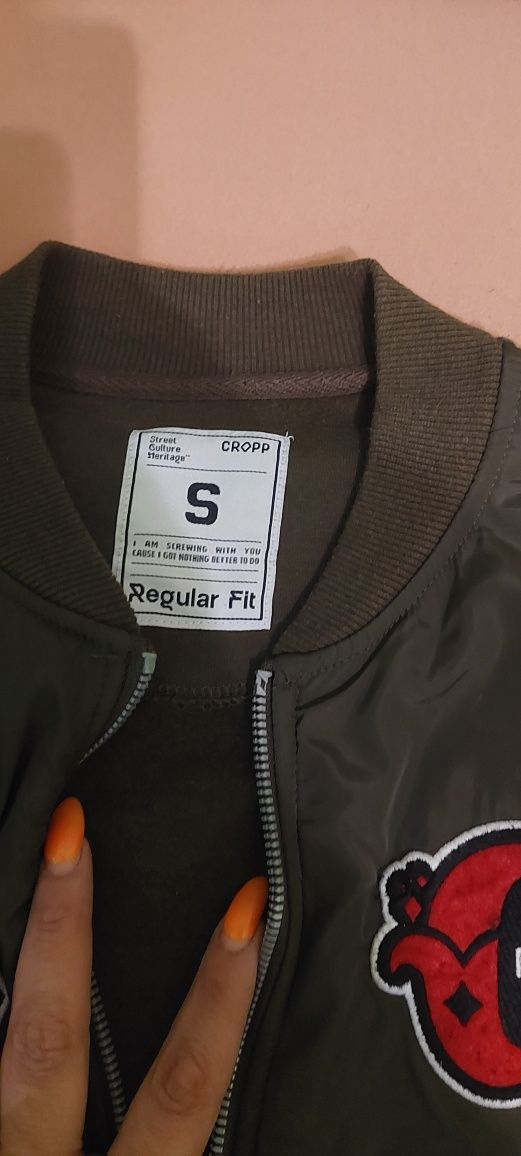 Street
Culture
Heritage™
CROPP
S
I AM SCREWING WITH YOU
CAUSE I GOT NOTHING BETTER TO DO
Regular Fit